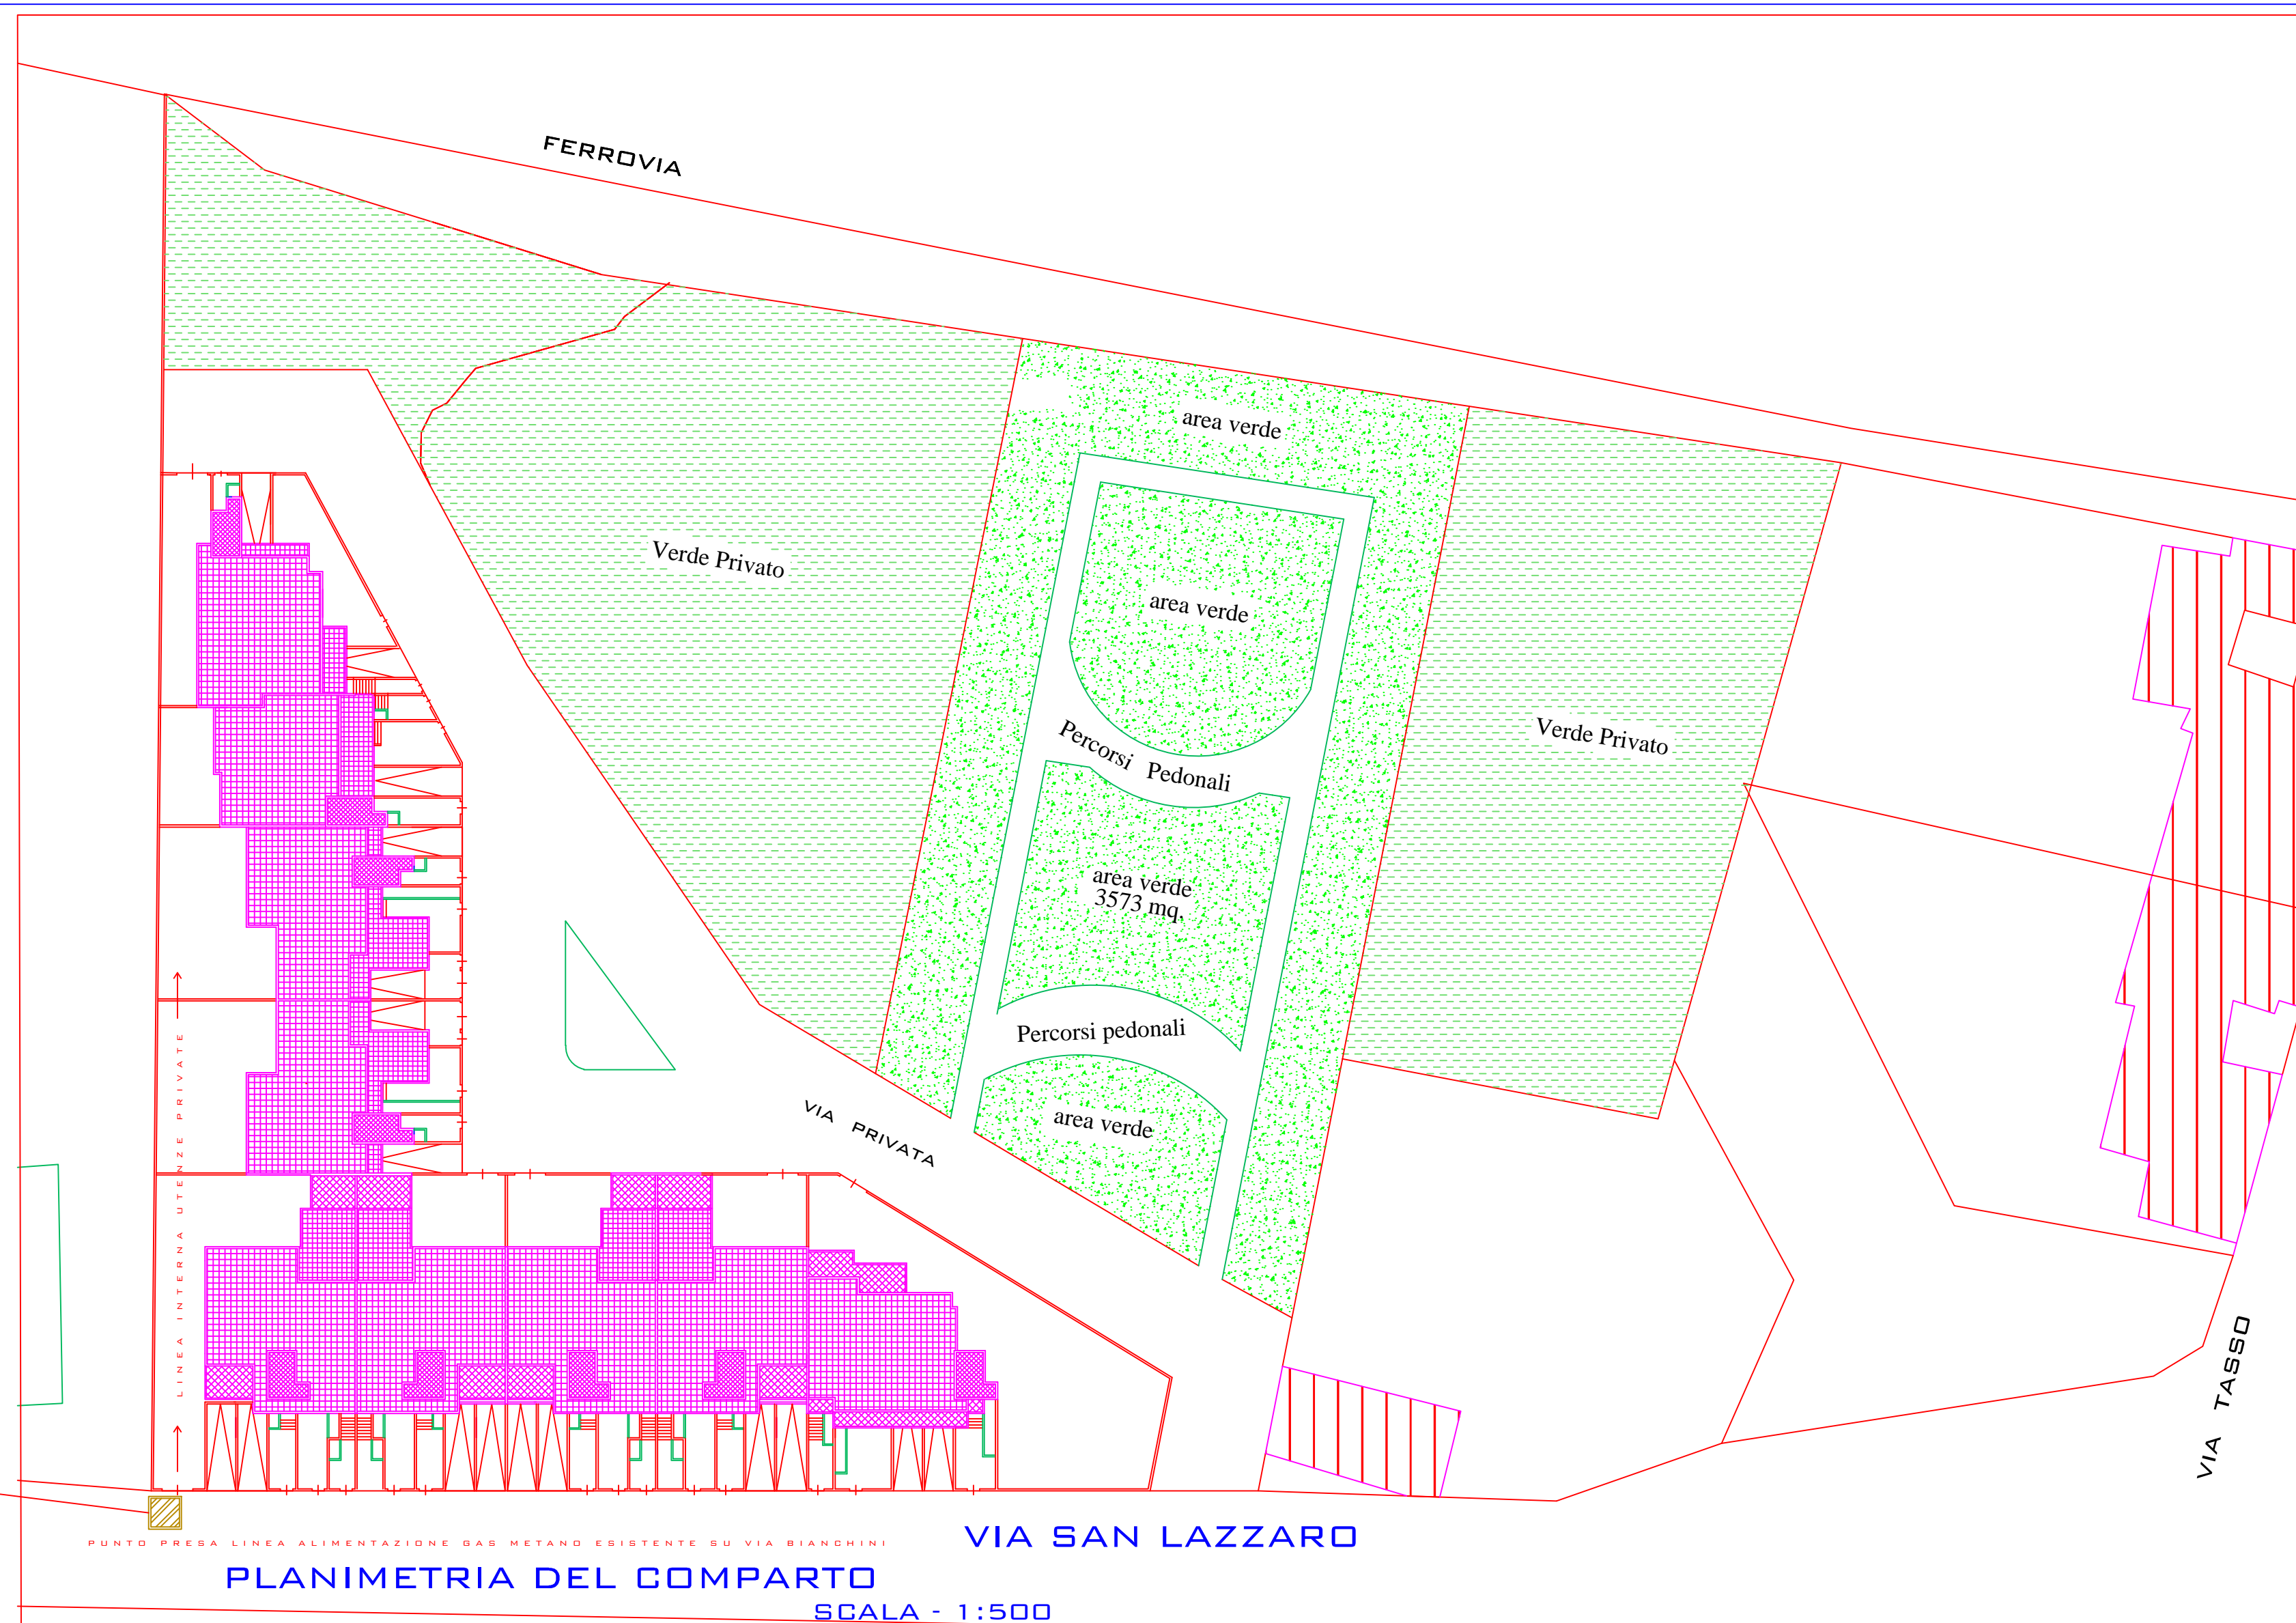 FERROVIA
area verde
Verde Privato
area verde
Percorsi Pedonali
Verde Privato
area verde
3573 mq.
Percorsi pedonali
area verde
VIA PRIVATA
LINEA INTERNA UTENZE PRIVATE
VIA TASSO
PUNTO PRESA LINEA ALIMENTAZIONE GAS METANO ESISTENTE SU VIA BIANCHINI
VIA SAN LAZZARO
PLANIMETRIA DEL COMPARTO
SCALA - 1:500